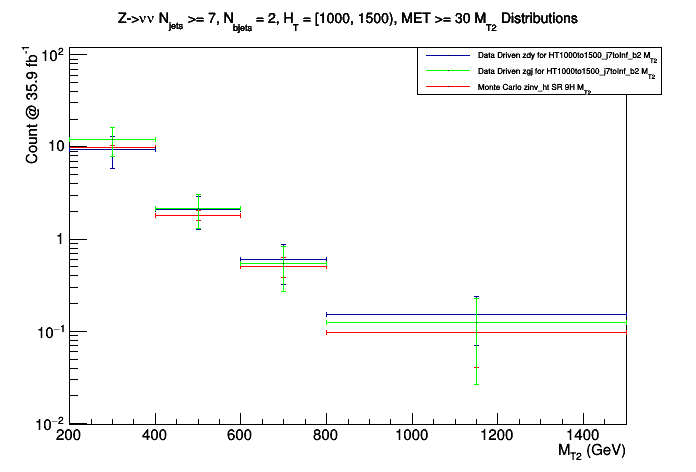 Z->νν N_jets >= 7, N_bjets = 2, H_T = [1000, 1500), MET >= 30 M_T2 Distributions
Count @ 35.9 fb^-1
10^2
10
1
10^-1
10^-2
Data Driven zdy for HT1000to1500_j7toInf_b2 M_T2
Data Driven zgj for HT1000to1500_j7toInf_b2 M_T2
Monte Carlo zinv_ht SR 9H M_T2
200 400 600 800 1000 1200 1400
M_T2 (GeV)